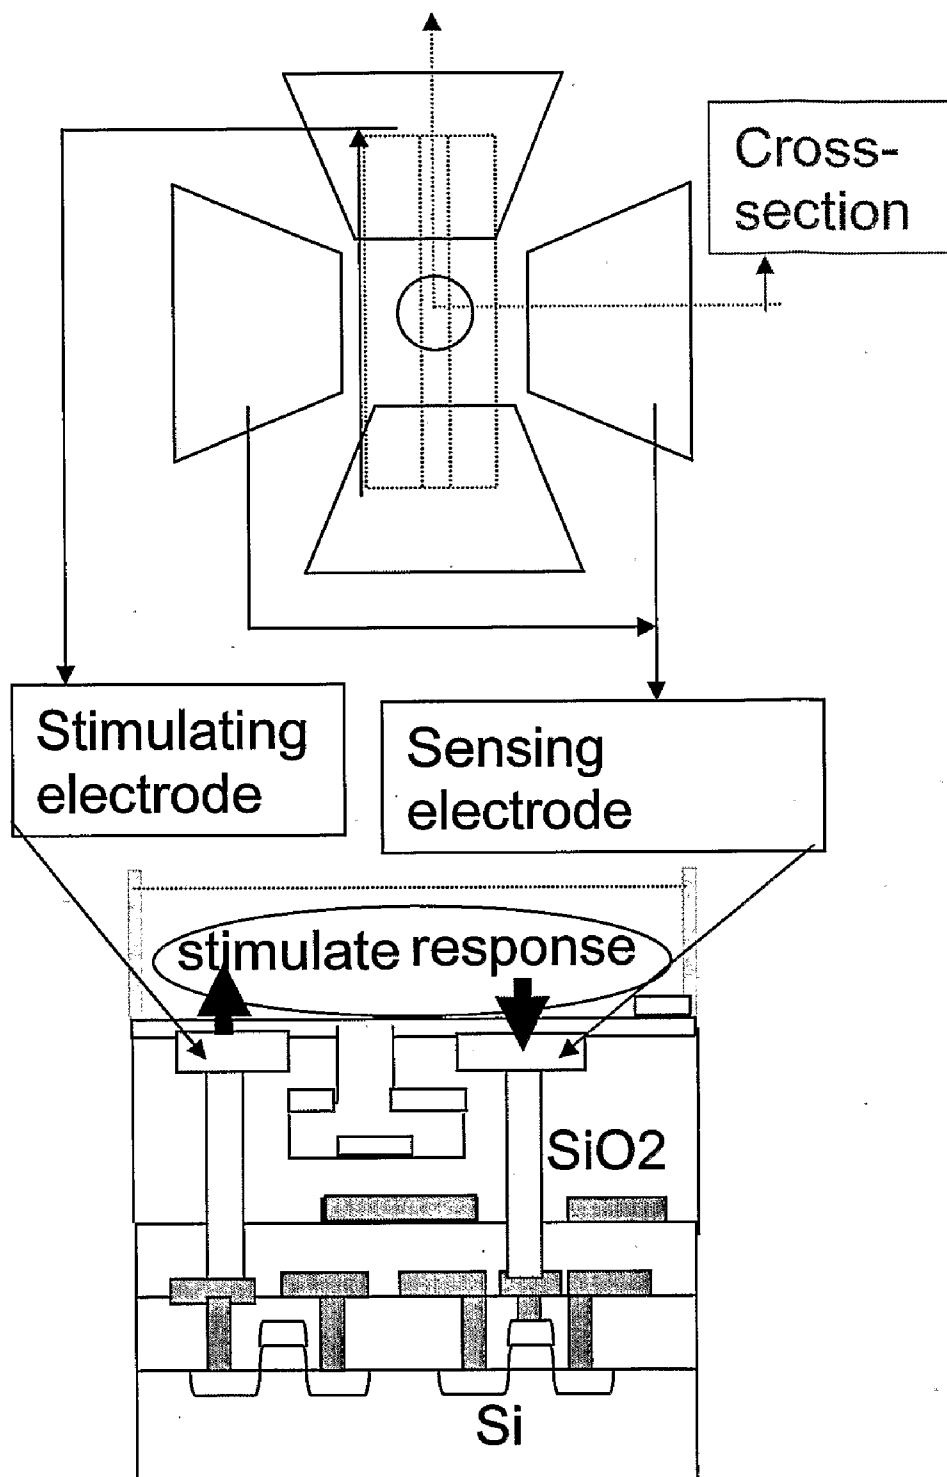 Cross-
section
Stimulating
electrode
Sensing
electrode
stimulate response
SiO2
Si